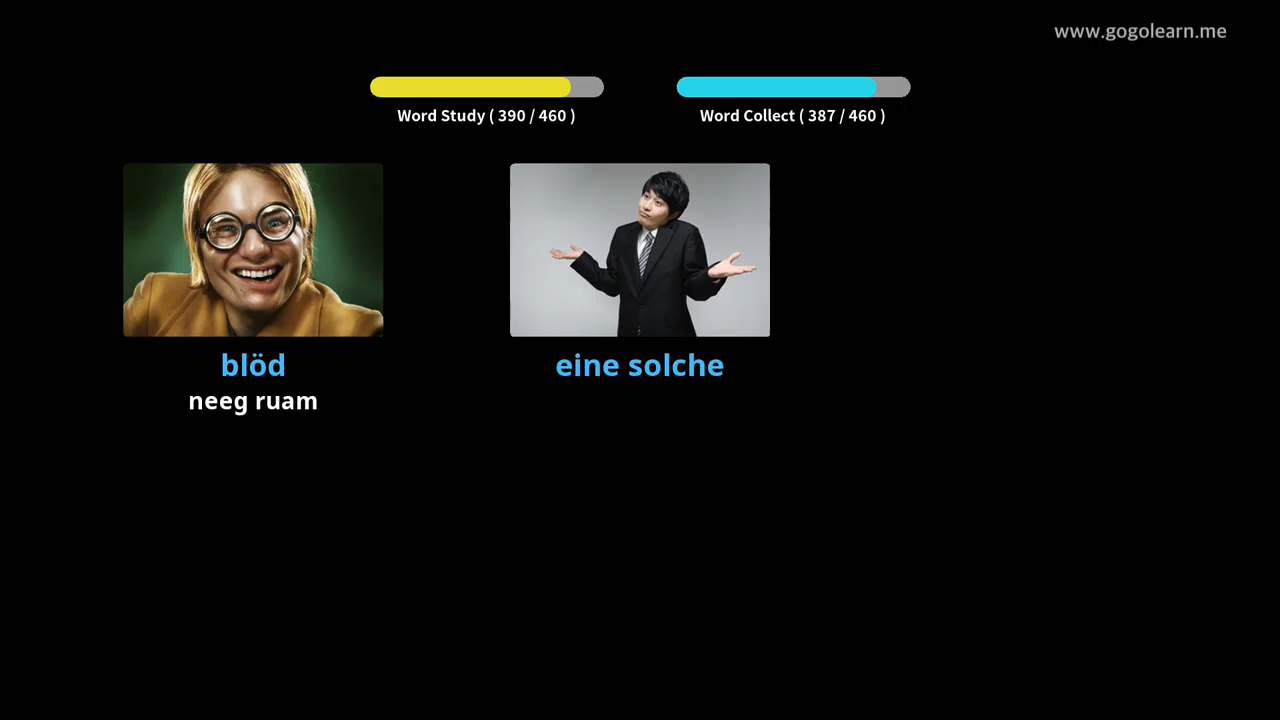 www.gogolearn.me
Word Study ( 390 / 460 )
Word Collect ( 387 / 460 )
blöd
neeg ruam
eine solche